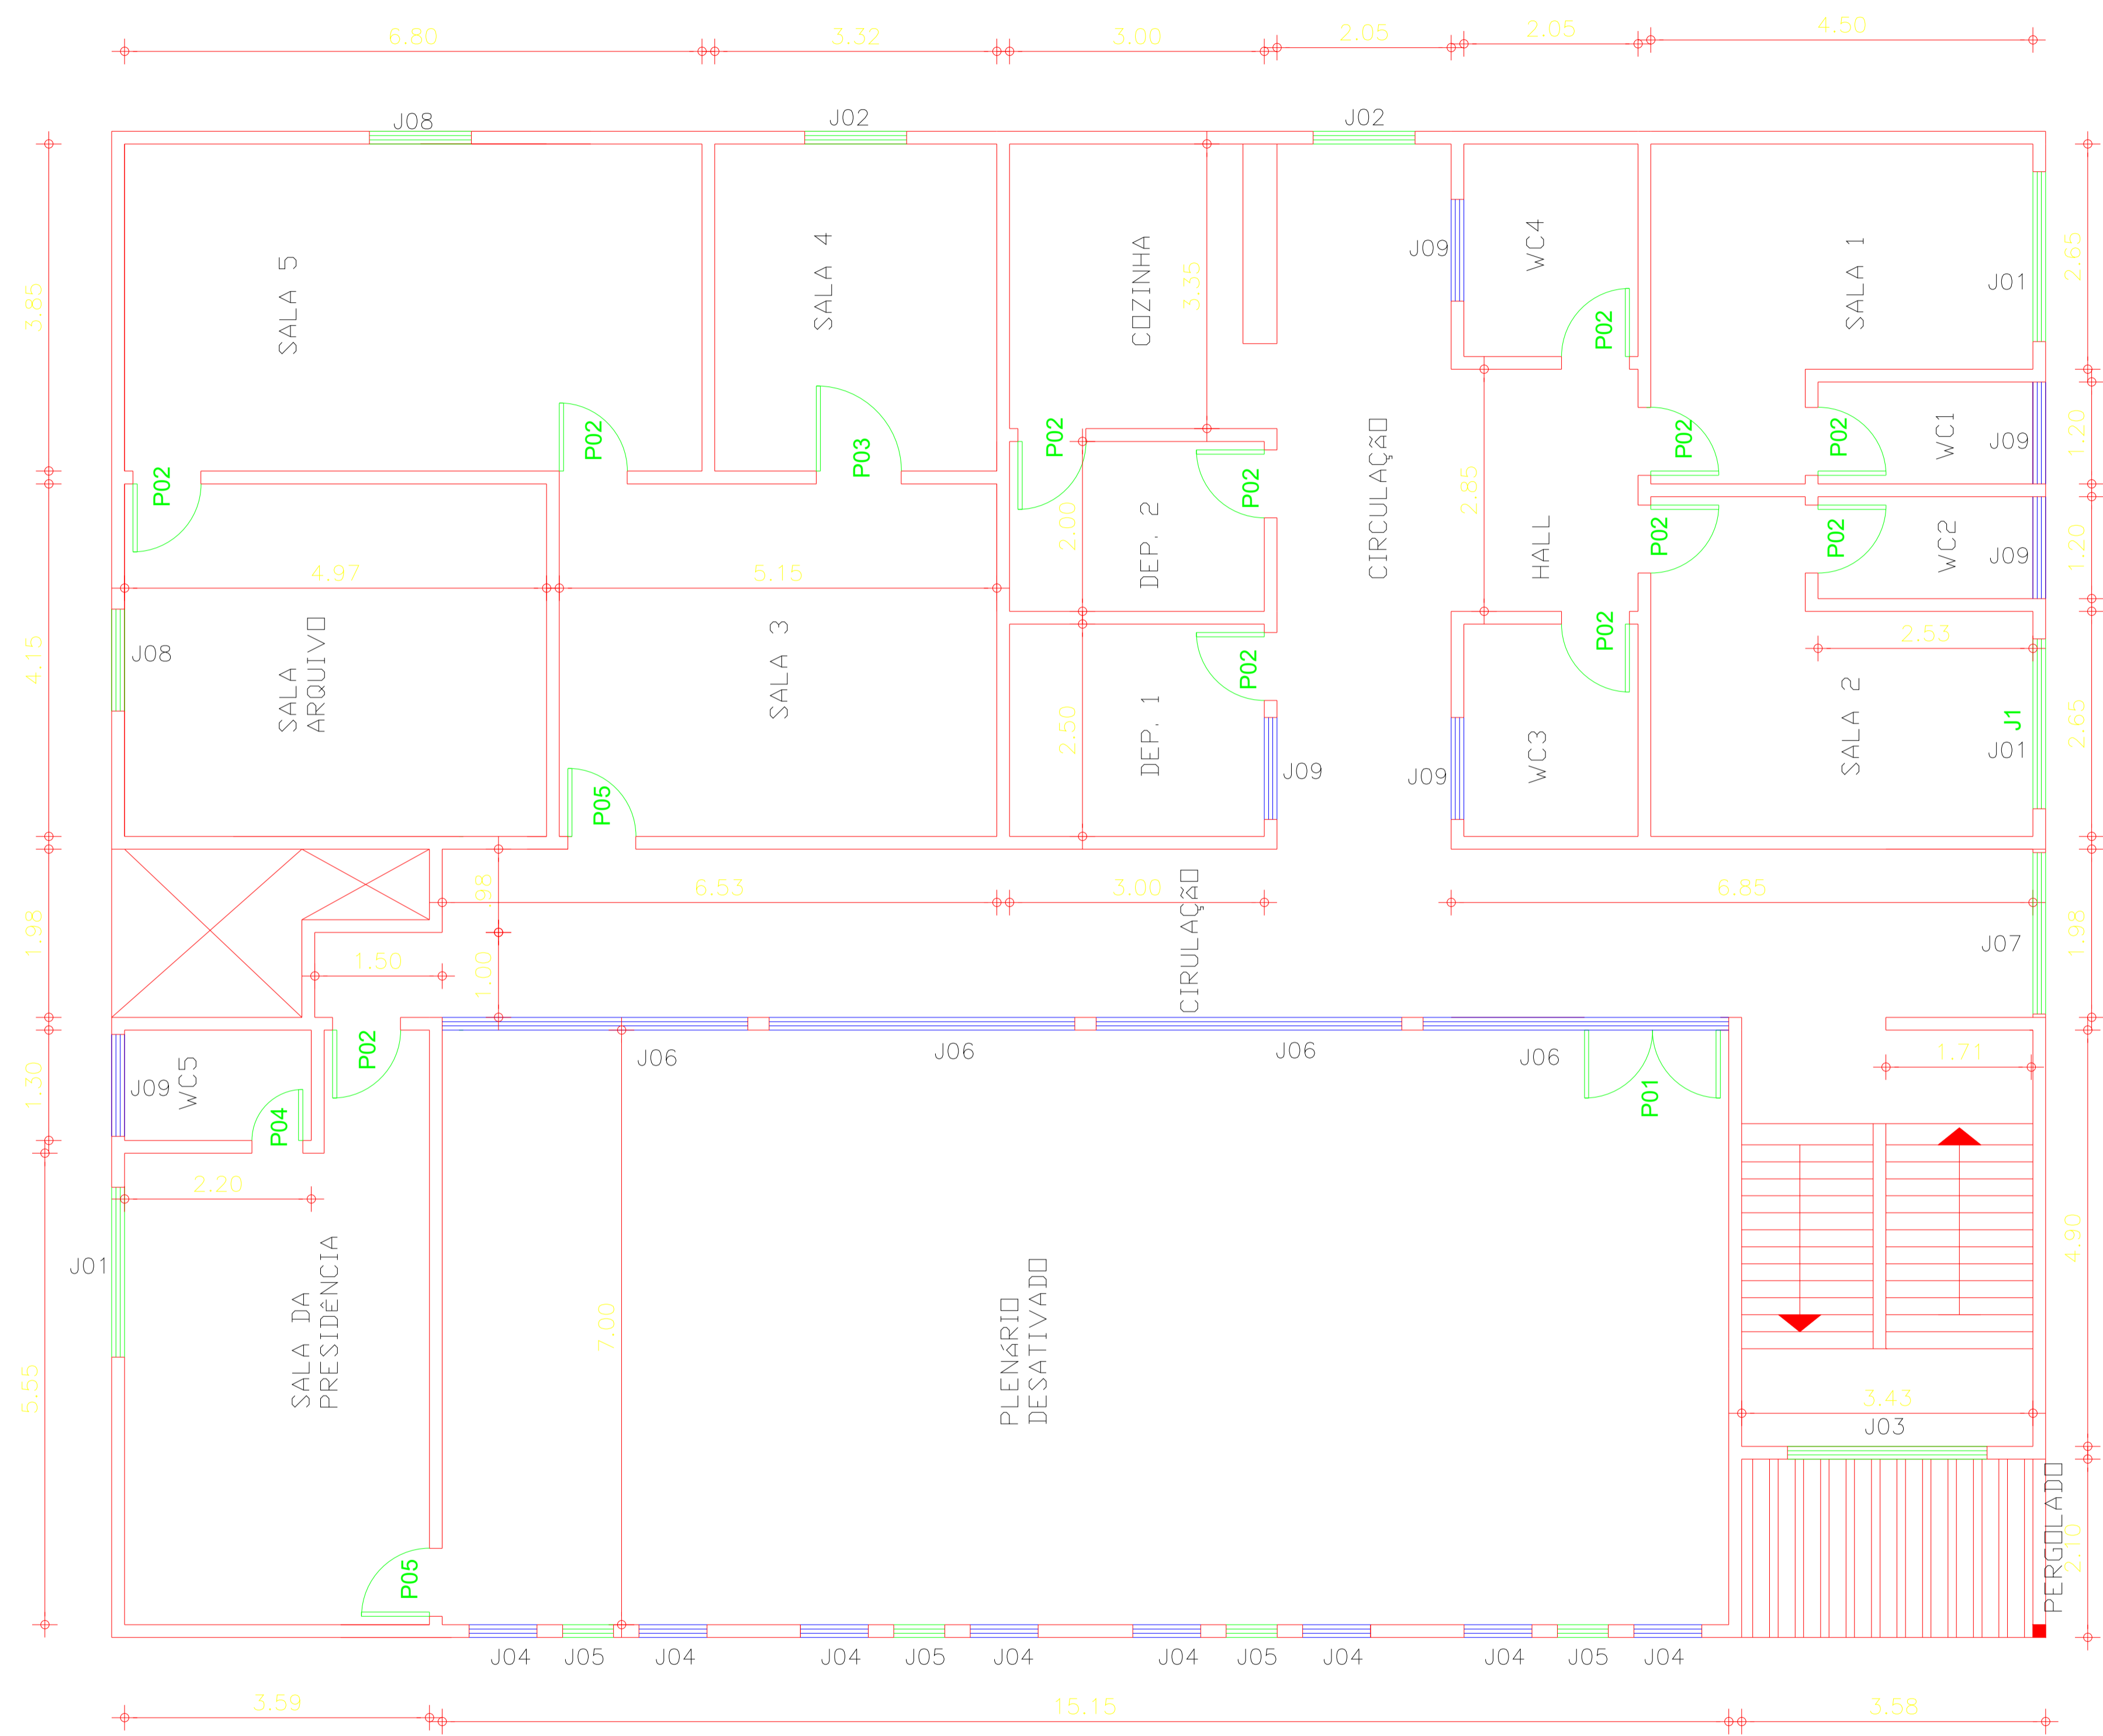 6.80
3.32
3.00
2.05
2.05
4.50
J08
J02
J02
3.85
SALA 5
SALA 4
COZINHA
3.35
J09
WC4
P02
SALA 1
J01
2.65
P02
P02
P03
P02
P02
CIRCULAÇÃO
2.85
P02
P02
WC1
J09
1.20
2.00
DEP. 2
HALL
P02
P02
WC2
J09
1.20
4.97
5.15
4.15
J08
SALA
ARQUIVO
SALA 3
P02
P02
2.53
2.50
DEP. 1
J09
J09
WC3
SALA 2
J1
J01
2.65
P05
.98
6.53
3.00
6.85
1.98
CIRULAÇÃO
J07
1.98
1.50
1.00
P02
J06
J06
J06
J06
1.71
1.30
J09
WC5
P04
P01
2.20
J01
SALA DA
PRESIDÊNCIA
7.00
PLENÁRIO
DESATIVADO
4.90
5.55
3.43
J03
P05
PERGOLADO
2.10
J04
J05
J04
J04
J05
J04
J04
J05
J04
J04
J05
J04
3.59
15.15
3.58